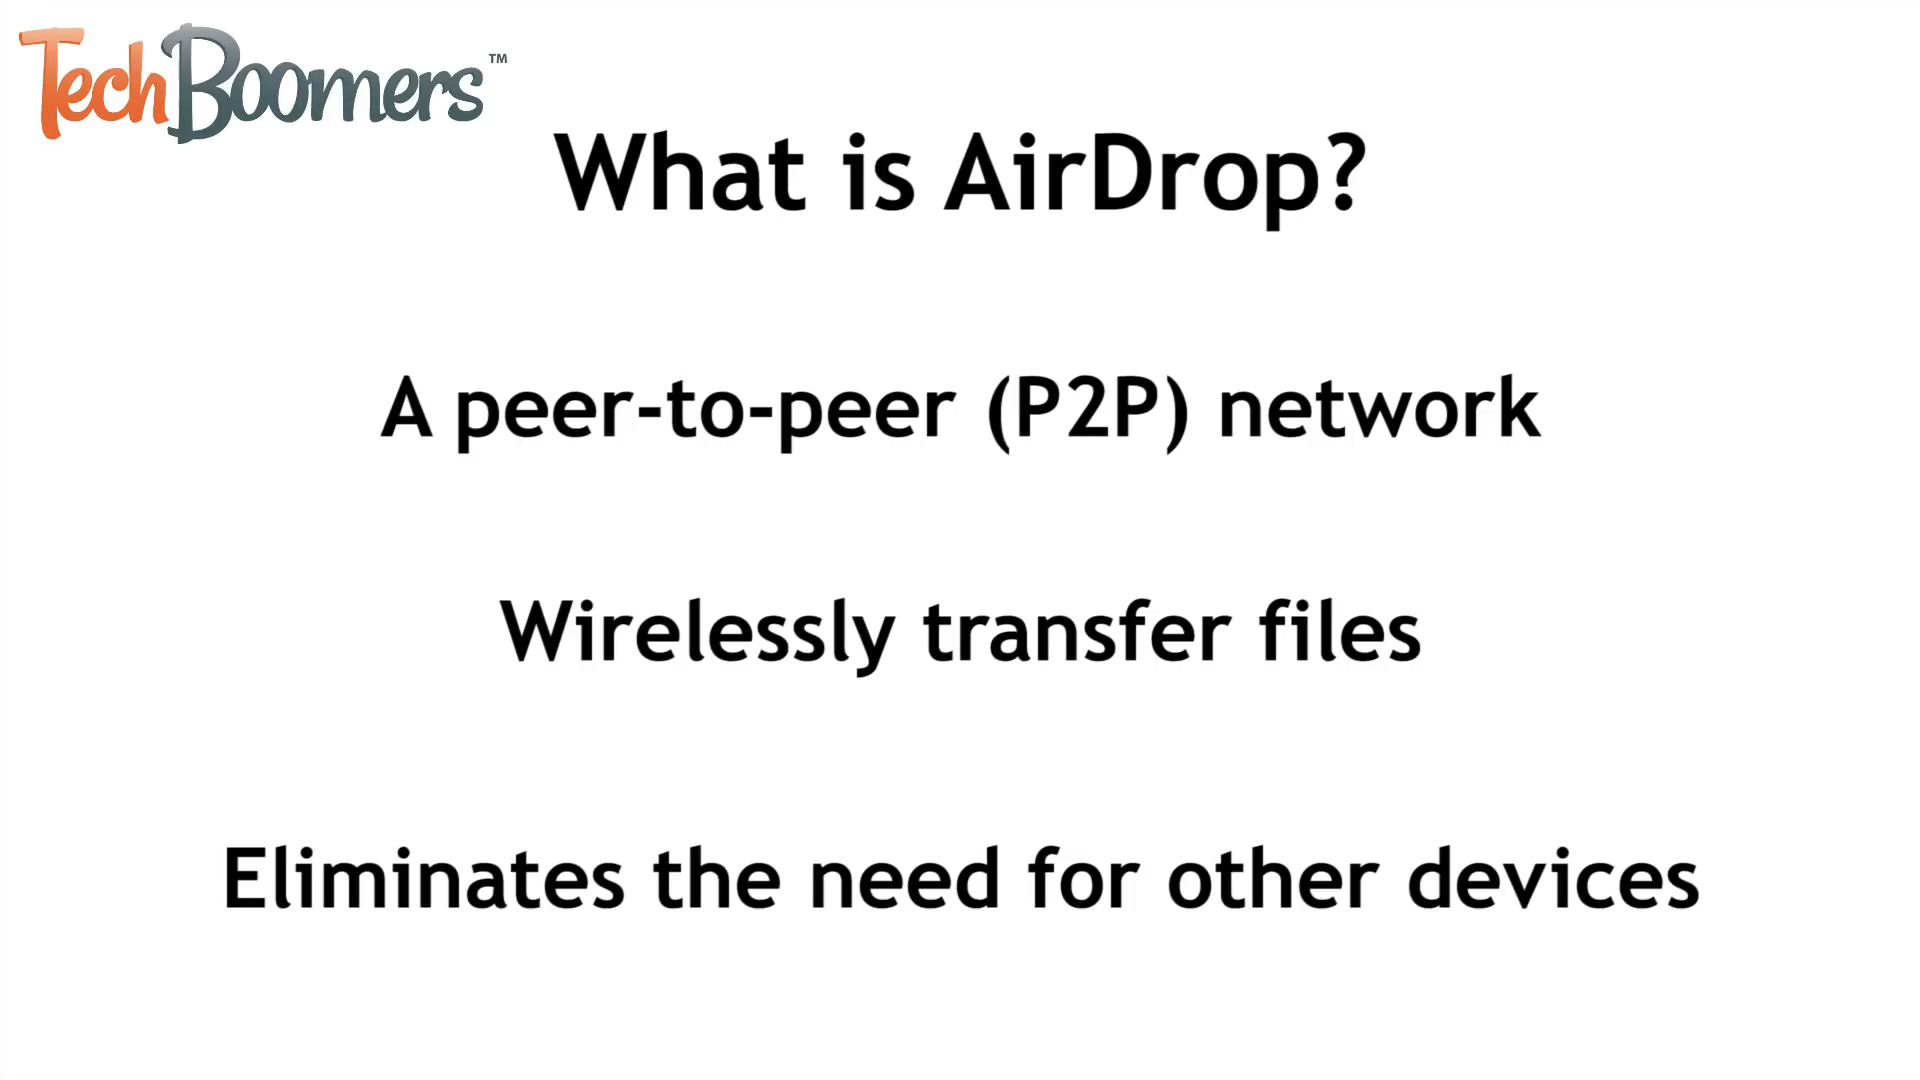 TechBoomers™
What is AirDrop?
A peer-to-peer (P2P) network
Wirelessly transfer files
Eliminates the need for other devices